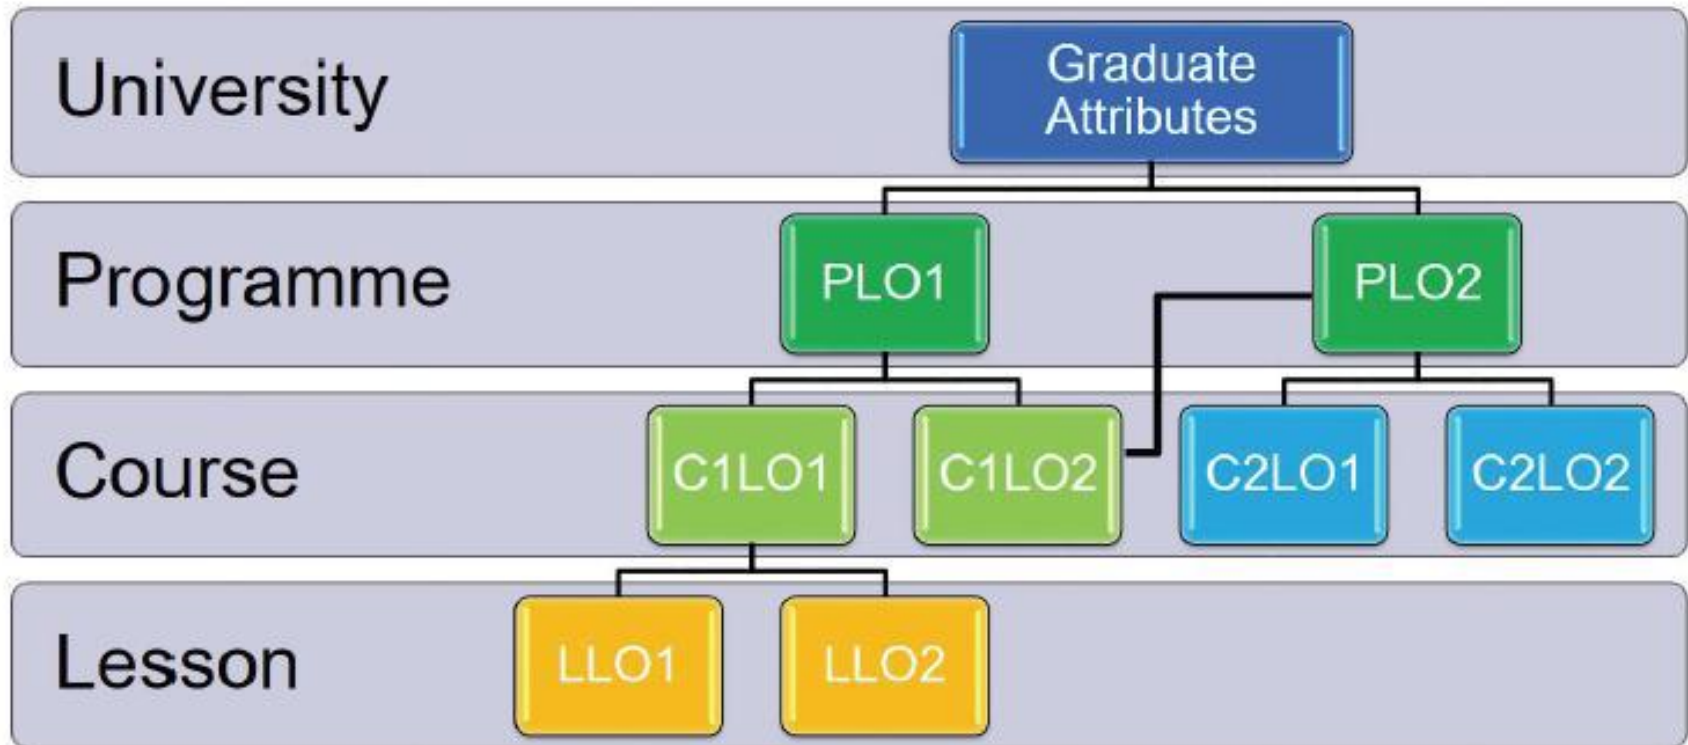 University
Graduate
Attributes
Programme
PLO1
PLO2
Course
C1LO1
C1LO2
C2LO1
C2LO2
Lesson
LLO1
LLO2